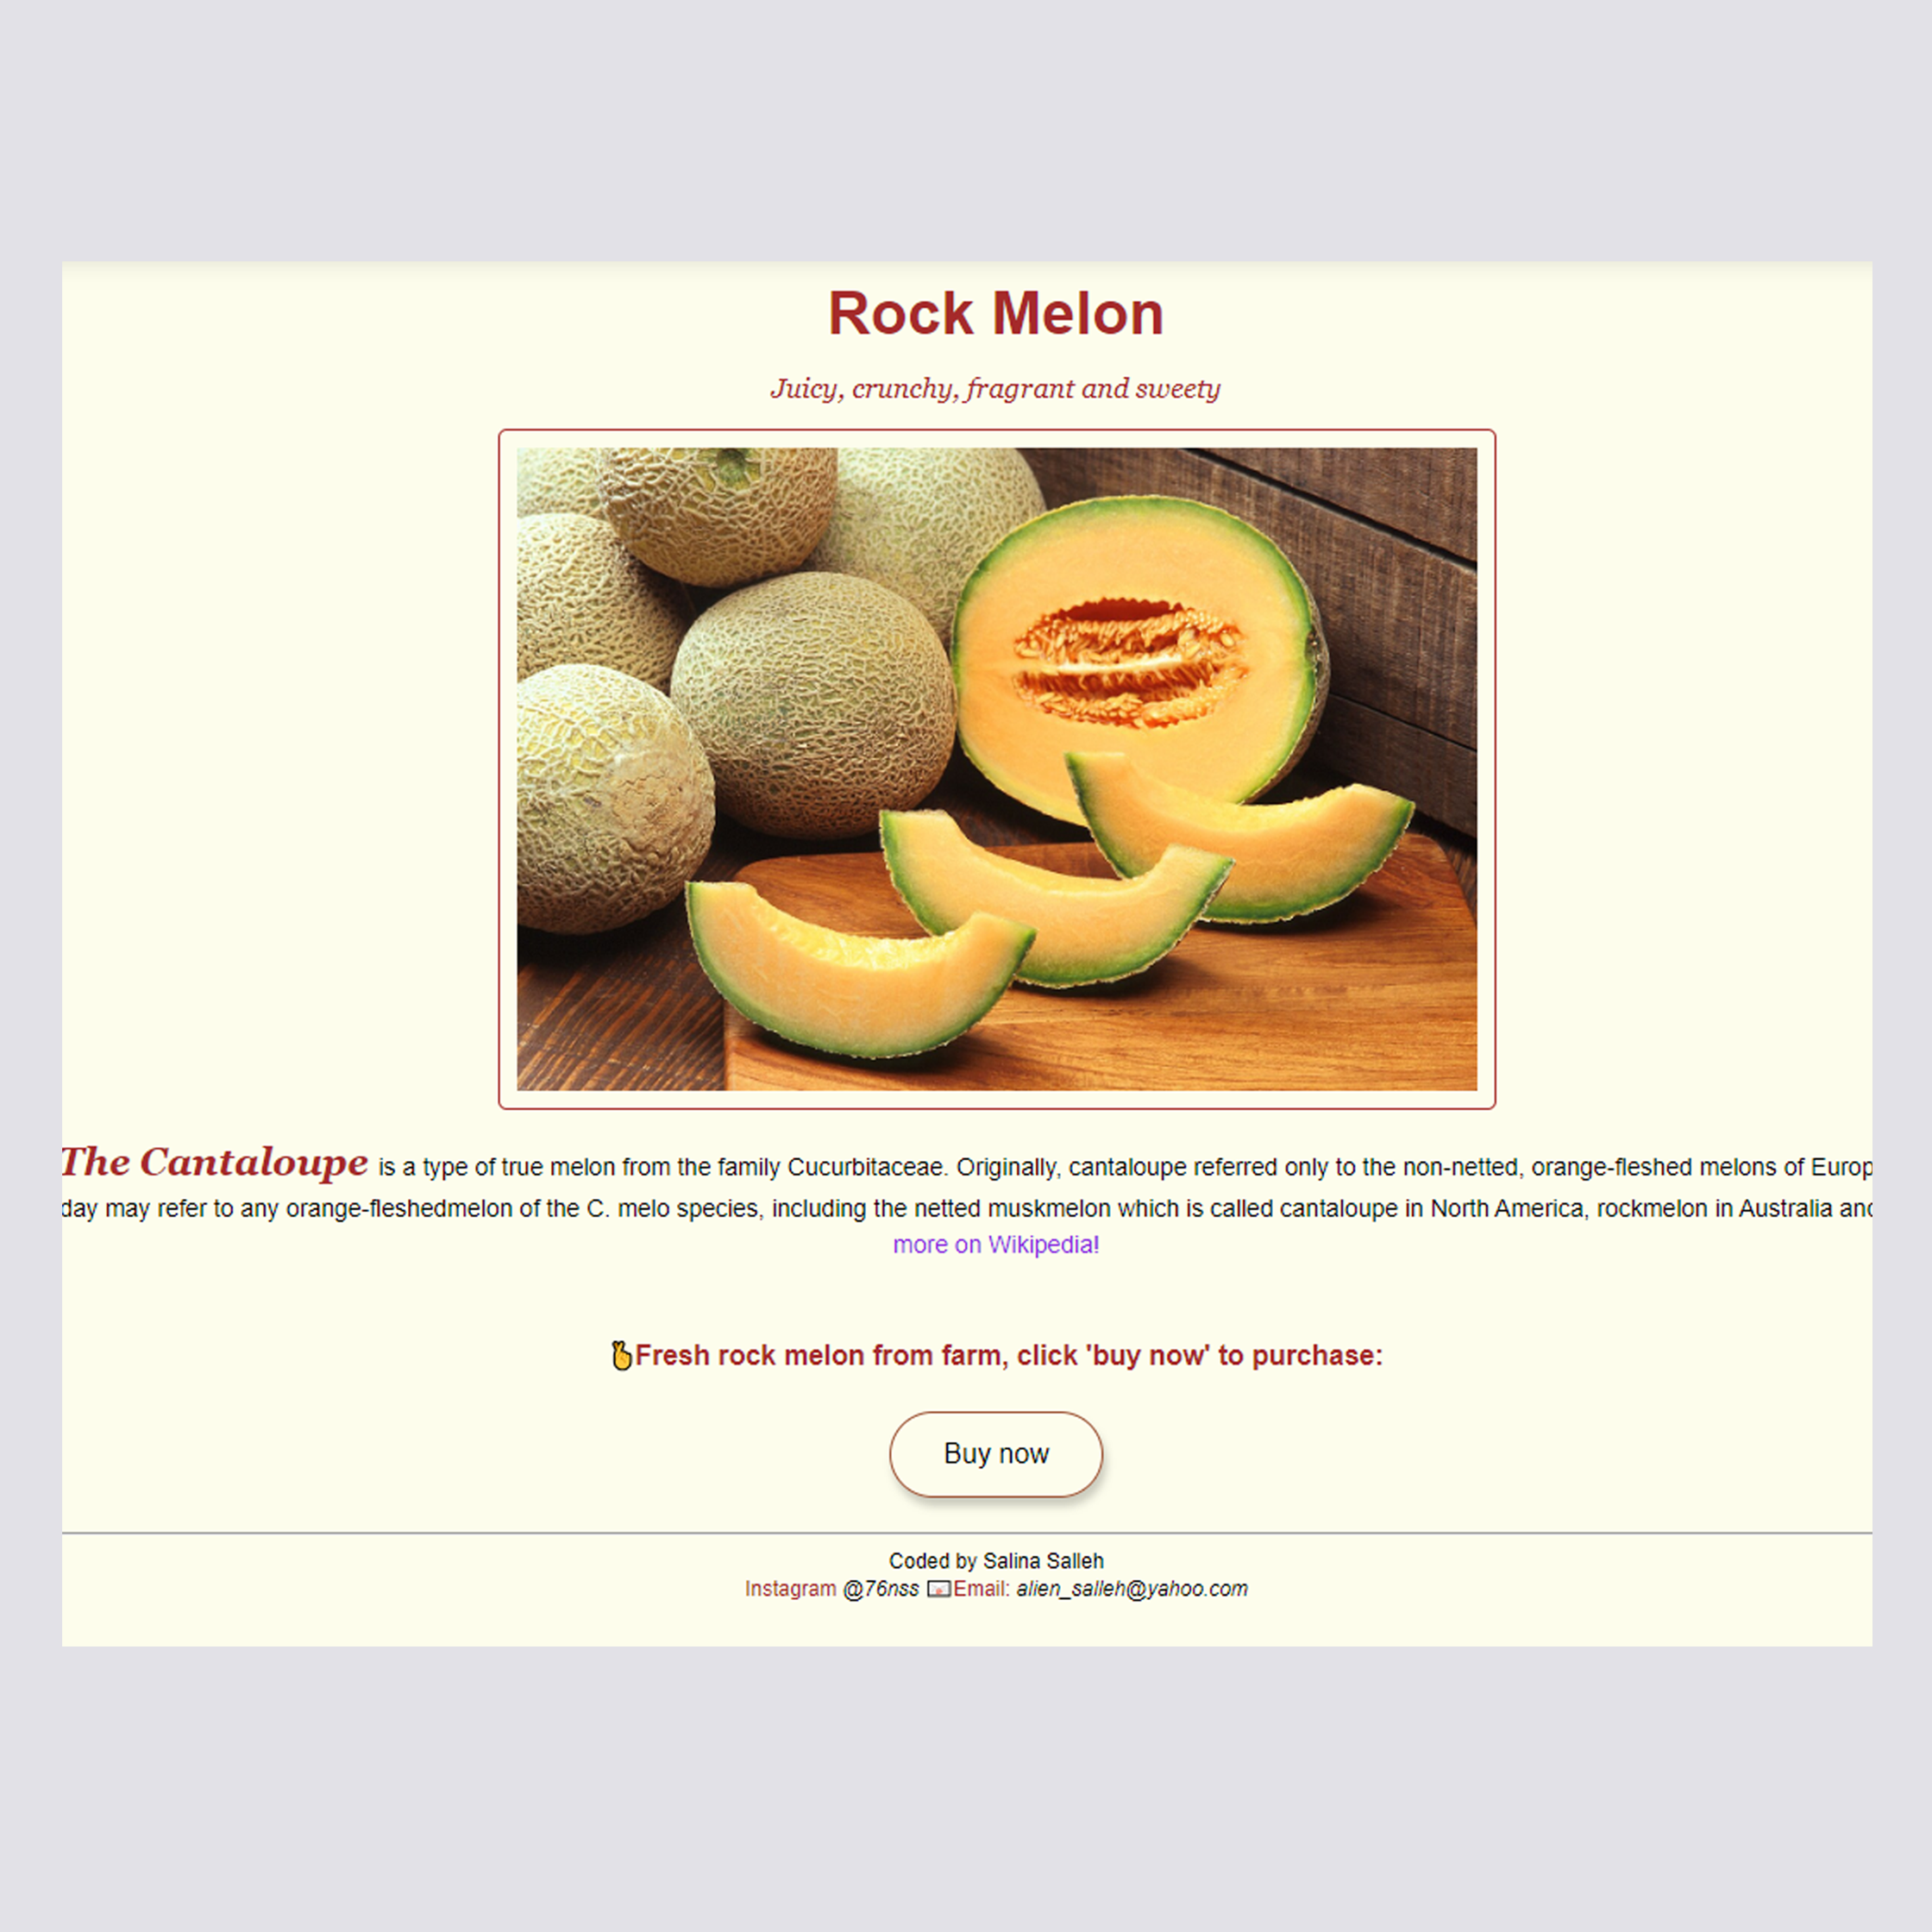 Rock Melon
Juicy, crunchy, fragrant and sweety
The Cantaloupe is a type of true melon from the family Cucurbitaceae. Originally, cantaloupe referred only to the non-netted, orange-fleshed melons of Europ
day may refer to any orange-fleshedmelon of the C. melo species, including the netted muskmelon which is called cantaloupe in North America, rockmelon in Australia and
more on Wikipedia!
Fresh rock melon from farm, click 'buy now' to purchase:
Buy now
Coded by Salina Salleh
Instagram @76nss Email: alien_salleh@yahoo.com